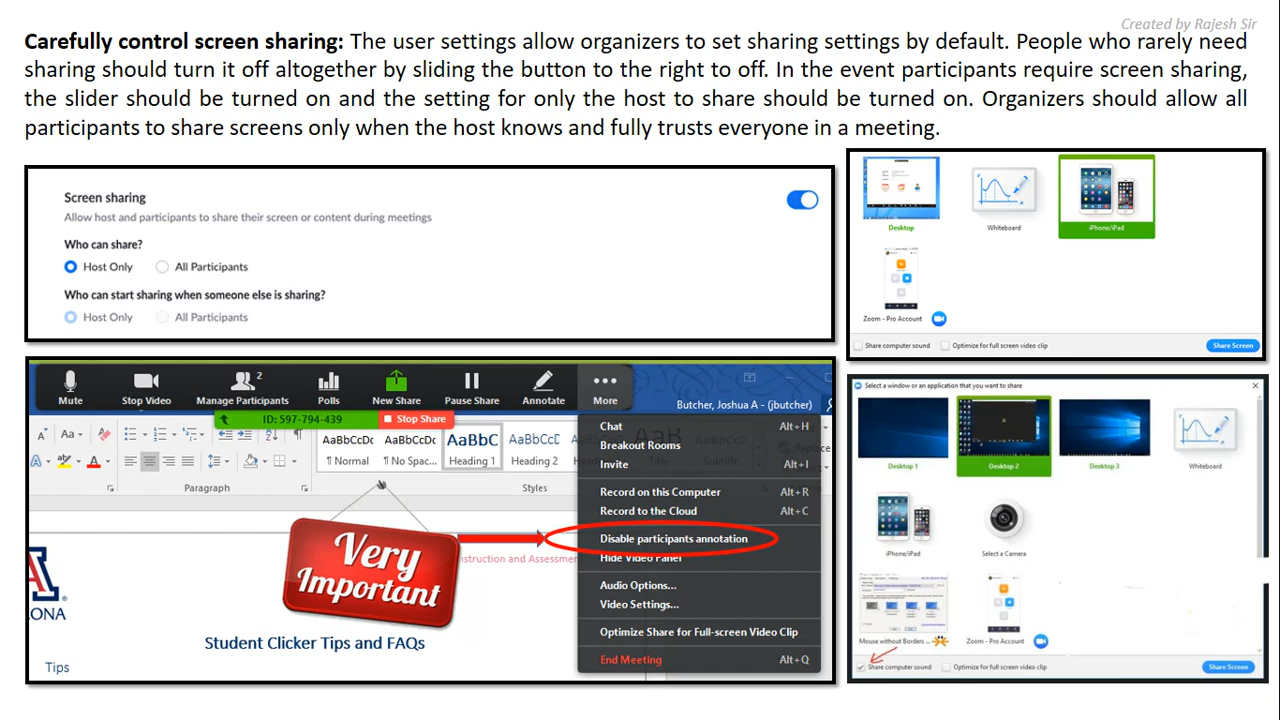 Created by Rajesh Sir
Carefully control screen sharing: The user settings allow organizers to set sharing settings by default. People who rarely need
sharing should turn it off altogether by sliding the button to the right to off. In the event participants require screen sharing,
the slider should be turned on and the setting for only the host to share should be turned on. Organizers should allow all
participants to share screens only when the host knows and fully trusts everyone in a meeting.
Screen sharing
Allow host and participants to share their screen or content during meetings
Who can share?
Host Only All Participants
Who can start sharing when someone else is sharing?
Host Only All Participants
Desktop Whiteboard iPhone/iPad
Zoom - Pro Account
Share computer sound Optimize for full screen video clip Share Screen
2
Mute Stop Video Manage Participants Polls New Share Pause Share Annotate More
Butcher, Joshua A - (jbutcher)
ID: 597-794-439 Stop Share
Aa
AaBbCcDc AaBbCcDc AaBbC AaBbCcD
¶ Normal ¶ No Spac... Heading 1 Heading 2
Paragraph Styles
Chat Alt+H
Breakout Rooms
Invite Alt+I
Record on this Computer Alt+R
Record to the Cloud Alt+C
Disable participants annotation
Hide Video Panel
Audio Options...
Video Settings...
Optimize Share for Full-screen Video Clip
End Meeting Alt+Q
Very
Important
nstruction and Assessmen
A
ONA
Student Clicker Tips and FAQs
Tips
Select a window or an application that you want to share
Desktop 1 Desktop 2 Desktop 3 Whiteboard
iPhone/iPad Select a Camera
Mouse without Borders ... Zoom - Pro Account
Share computer sound Optimize for full screen video clip Share Screen